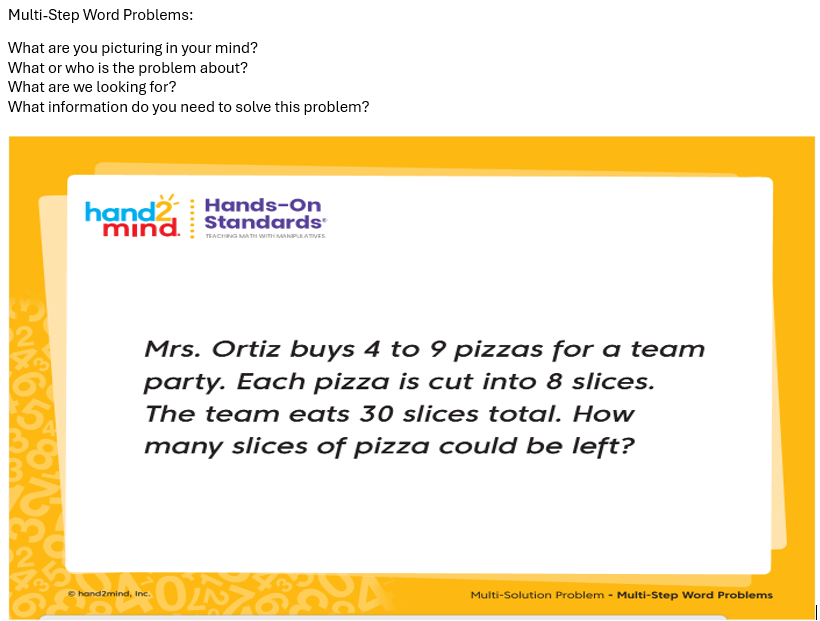 Multi-Step Word Problems:
What are you picturing in your mind?
What or who is the problem about?
What are we looking for?
What information do you need to solve this problem?
hand2mind.
Hands-On
Standards®
TEACHING MATH WITH MANIPULATIVES
Mrs. Ortiz buys 4 to 9 pizzas for a team
party. Each pizza is cut into 8 slices.
The team eats 30 slices total. How
many slices of pizza could be left?
© hand2mind, Inc.
Multi-Solution Problem - Multi-Step Word Problems